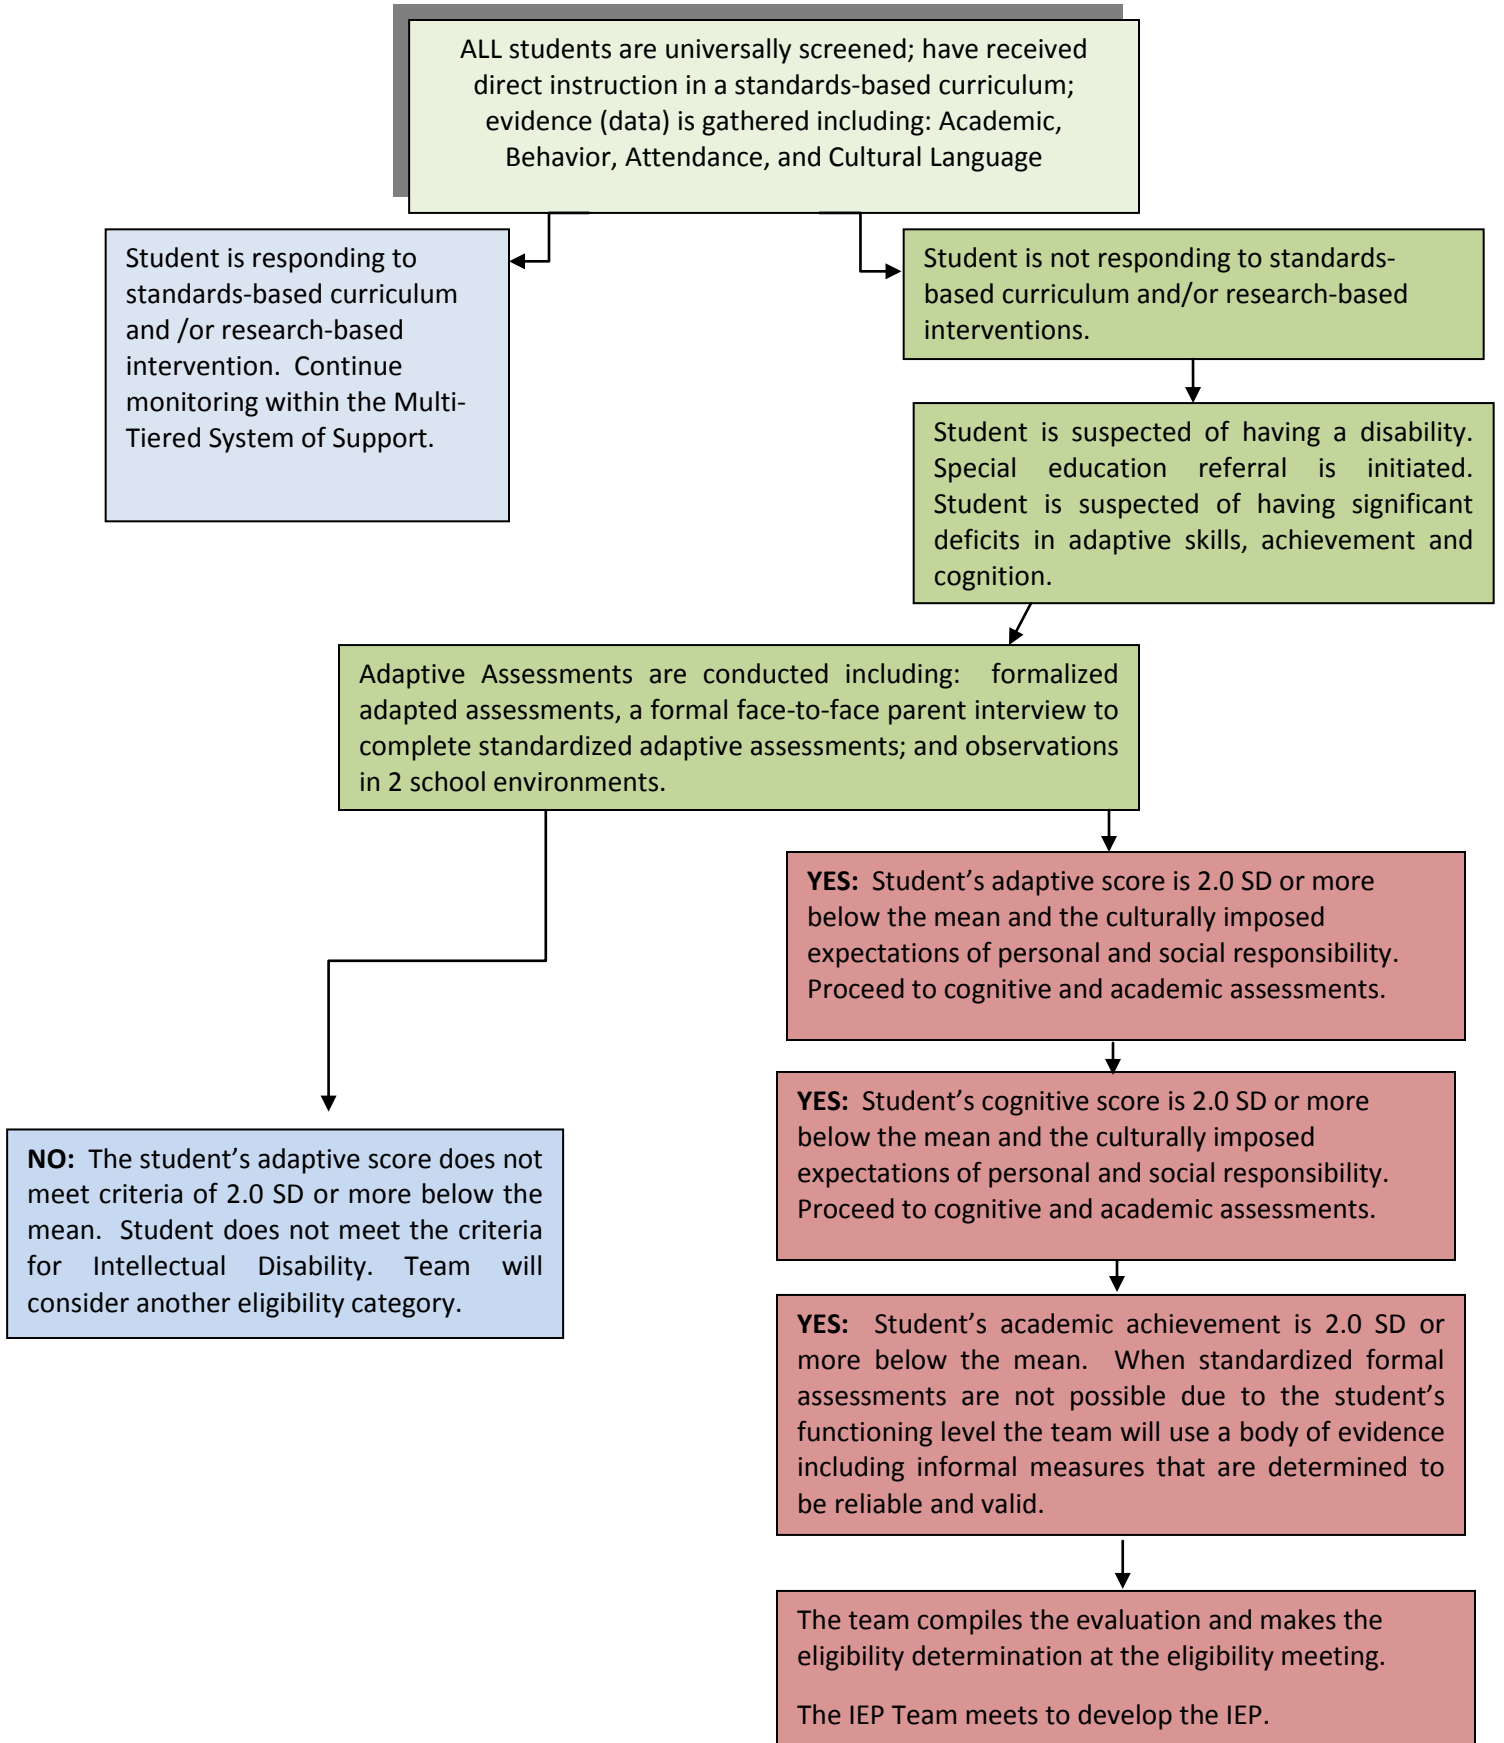 ALL students are universally screened; have received
direct instruction in a standards-based curriculum;
evidence (data) is gathered including: Academic,
Behavior, Attendance, and Cultural Language
Student is responding to
standards-based curriculum
and /or research-based
intervention. Continue
monitoring within the Multi-
Tiered System of Support.
Student is not responding to standards-
based curriculum and/or research-based
interventions.
Student is suspected of having a disability.
Special education referral is initiated.
Student is suspected of having significant
deficits in adaptive skills, achievement and
cognition.
Adaptive Assessments are conducted including: formalized
adapted assessments, a formal face-to-face parent interview to
complete standardized adaptive assessments; and observations
in 2 school environments.
YES: Student's adaptive score is 2.0 SD or more
below the mean and the culturally imposed
expectations of personal and social responsibility.
Proceed to cognitive and academic assessments.
YES: Student's cognitive score is 2.0 SD or more
below the mean and the culturally imposed
expectations of personal and social responsibility.
Proceed to cognitive and academic assessments.
NO: The student's adaptive score does not
meet criteria of 2.0 SD or more below the
mean. Student does not meet the criteria
for Intellectual Disability. Team will
consider another eligibility category.
YES: Student's academic achievement is 2.0 SD or
more below the mean. When standardized formal
assessments are not possible due to the student's
functioning level the team will use a body of evidence
including informal measures that are determined to
be reliable and valid.
The team compiles the evaluation and makes the
eligibility determination at the eligibility meeting.
The IEP Team meets to develop the IEP.